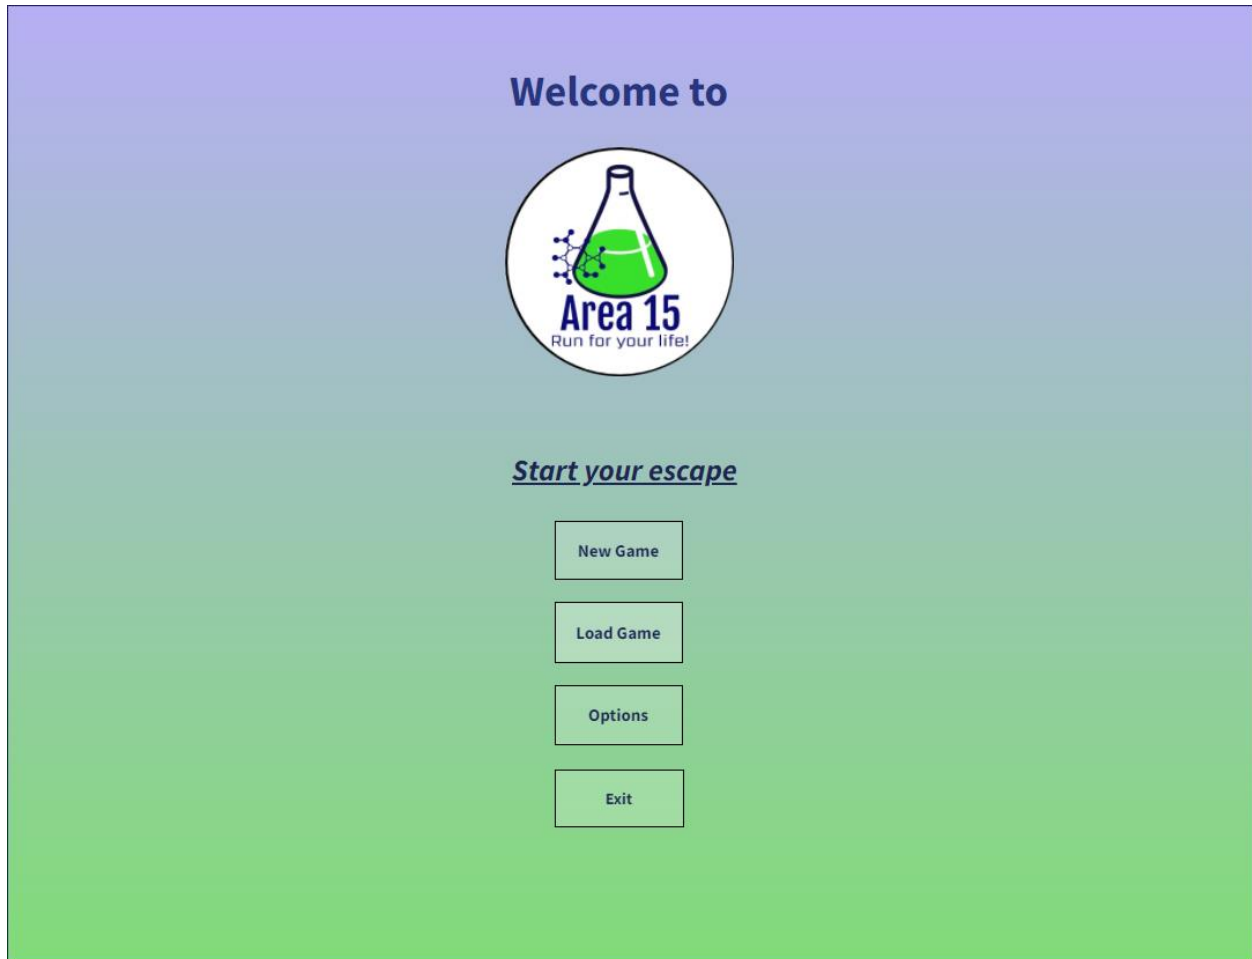 Welcome to
Area 15
Run for your life!
Start your escape
New Game
Load Game
Options
Exit